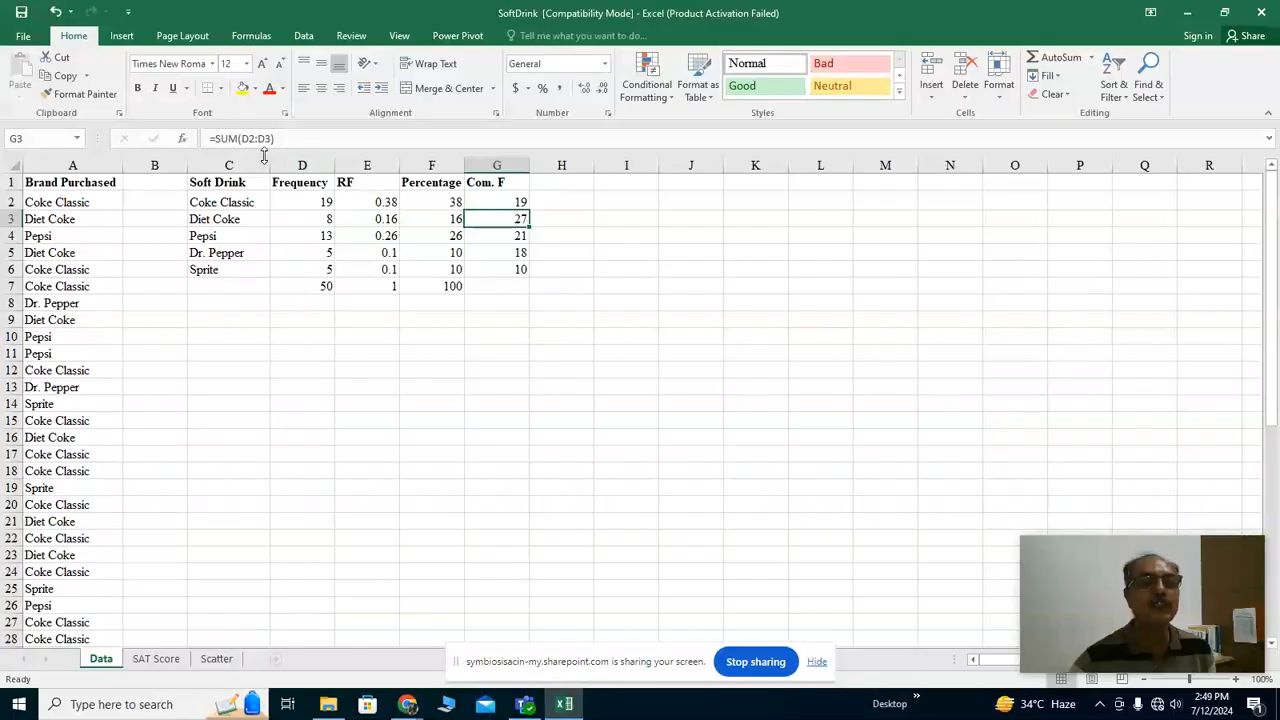 SoftDrink [Compatibility Mode] - Excel (Product Activation Failed)
File Home Insert Page Layout Formulas Data Review View Power Pivot Tell me what you want to do... Sign in Share
Cut Wrap Text General Normal Bad AutoSum
Paste Copy New Roma 12 Conditional Formatting Format as Table Insert Delete Format Fill Sort & Filter Find & Select
Format Painter B I U A Merge & Center $ % Good Neutral Clear
Clipboard Font Alignment Number Styles Cells Editing
G3 fx =SUM(D2:D3)
A B C D E F G H I J K L M N O P Q R
1 Brand Purchased Soft Drink Frequency RF Percentage Com. F
2 Coke Classic Coke Classic 19 0.38 38 19
3 Diet Coke Diet Coke 8 0.16 16 27
4 Pepsi Pepsi 13 0.26 26 21
5 Diet Coke Dr. Pepper 5 0.1 10 18
6 Coke Classic Sprite 5 0.1 10 10
7 Coke Classic 50 1 100
8 Dr. Pepper
9 Diet Coke
10 Pepsi
11 Pepsi
12 Coke Classic
13 Dr. Pepper
14 Sprite
15 Coke Classic
16 Diet Coke
17 Coke Classic
18 Coke Classic
19 Sprite
20 Coke Classic
21 Diet Coke
22 Coke Classic
23 Diet Coke
24 Coke Classic
25 Sprite
26 Pepsi
27 Coke Classic
28 Coke Classic
Data SAT Score Scatter
symbiosisacin-my.sharepoint.com is sharing your screen. Stop sharing Hide
Ready 100%
Type here to search Desktop 34°C Haze 2:49 PM
7/12/2024